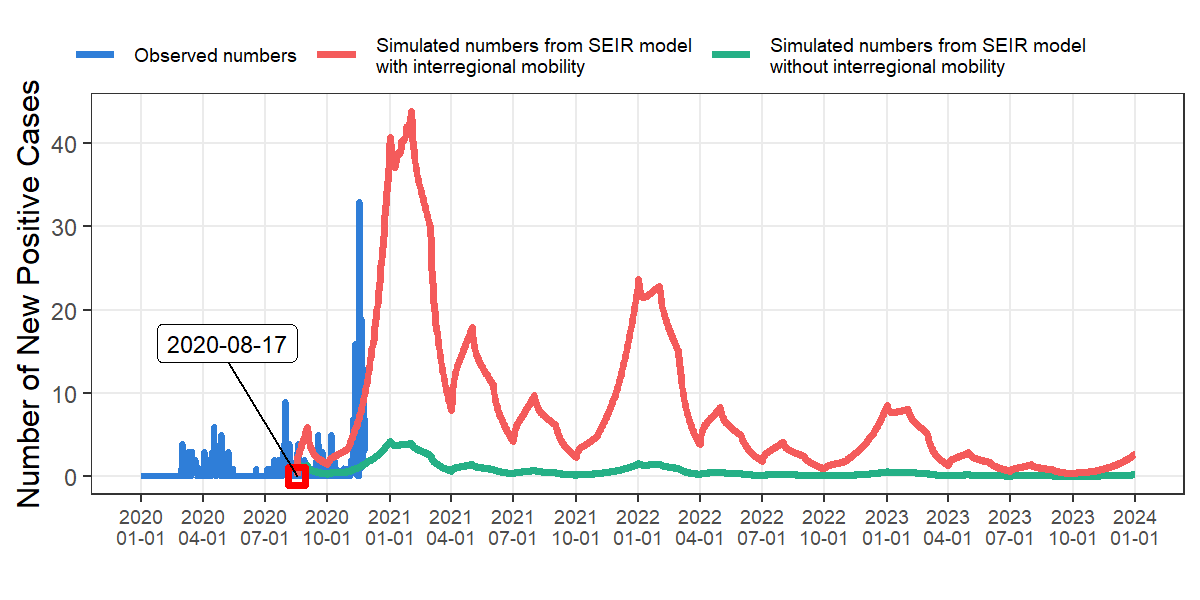 Observed numbers
Simulated numbers from SEIR model
with interregional mobility
Simulated numbers from SEIR model
without interregional mobility
Number of New Positive Cases
40
30
20
10
0
2020-08-17
2020 2020 2020 2020 2021 2021 2021 2021 2022 2022 2022 2022 2023 2023 2023 2023 2024
01-01 04-01 07-01 10-01 01-01 04-01 07-01 10-01 01-01 04-01 07-01 10-01 01-01 04-01 07-01 10-01 01-01